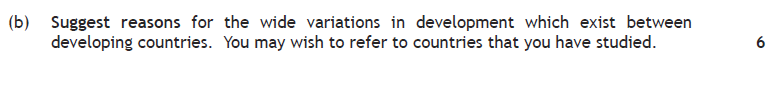 (b) Suggest reasons for the wide variations in development which exist between
developing countries. You may wish to refer to countries that you have studied. 6